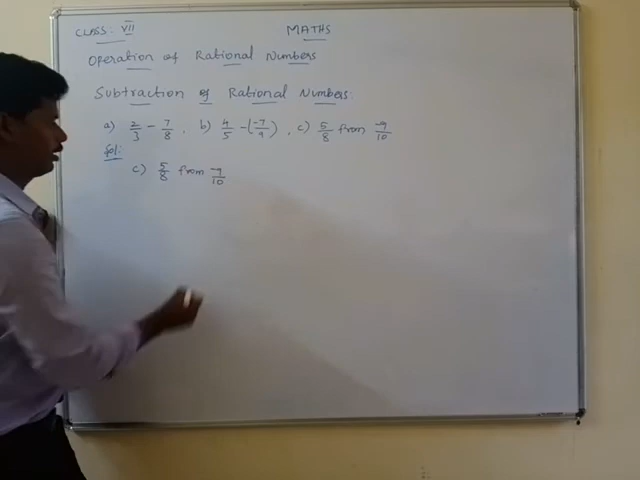 CLASS: VII MATHS
Operation of Rational Numbers
Subtraction of Rational Numbers:
a) 2/3 - 7/8, b) 4/5 - (-7/9), c) 5/8 from -9/10
Sol:
c) 5/8 from -9/10